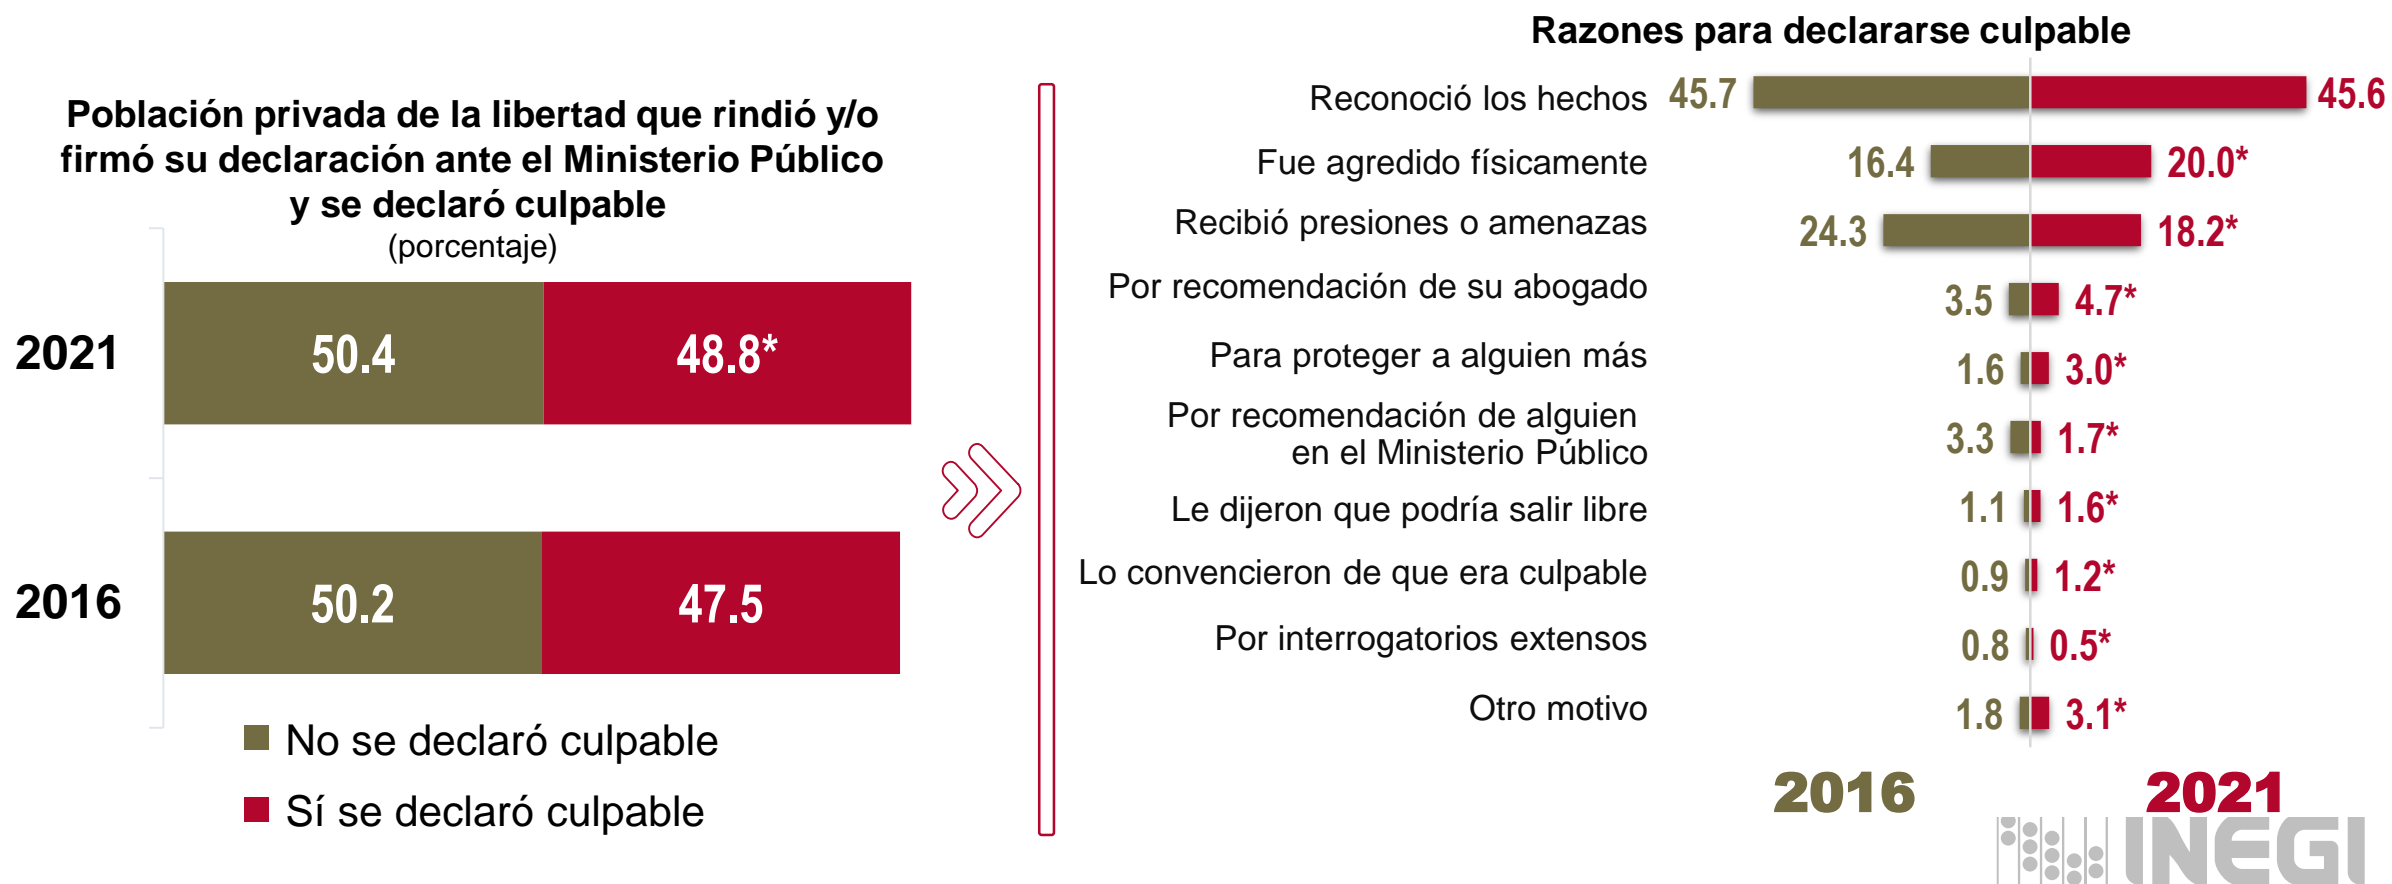 Población privada de la libertad que rindió y/o
firmó su declaración ante el Ministerio Público
y se declaró culpable
(porcentaje)
2021
50.4
48.8*
2016
50.2
47.5
No se declaró culpable
Sí se declaró culpable
Razones para declararse culpable
Reconoció los hechos 45.7 45.6
Fue agredido físicamente 16.4 20.0*
Recibió presiones o amenazas 24.3 18.2*
Por recomendación de su abogado 3.5 4.7*
Para proteger a alguien más 1.6 3.0*
Por recomendación de alguien
en el Ministerio Público 3.3 1.7*
Le dijeron que podría salir libre 1.1 1.6*
Lo convencieron de que era culpable 0.9 1.2*
Por interrogatorios extensos 0.8 0.5*
Otro motivo 1.8 3.1*
2016 2021
INEGI